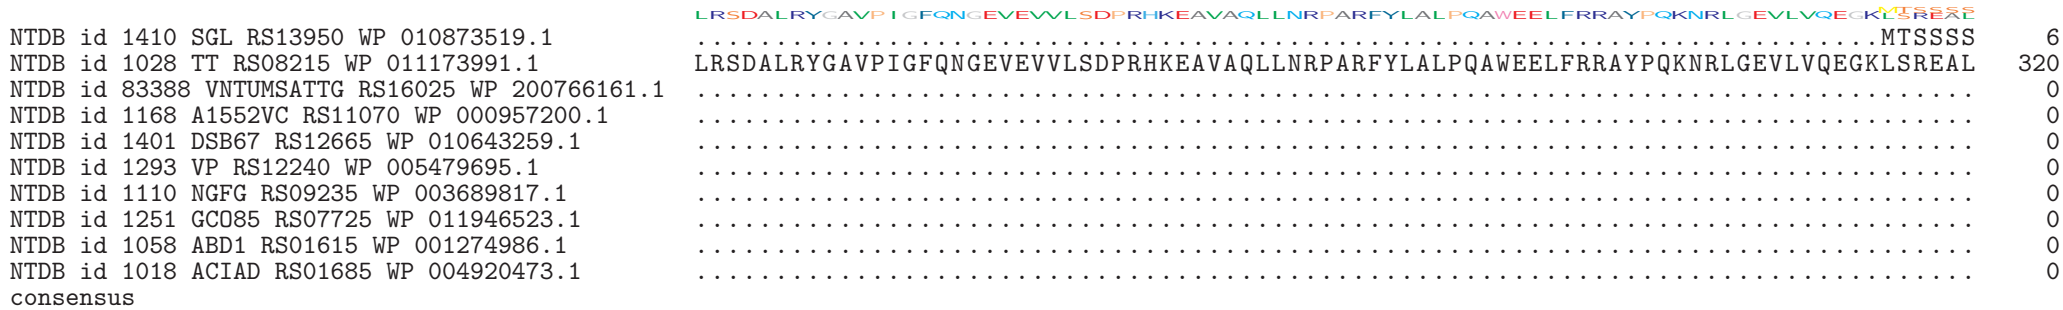 LRSDALRYGAVPIGFQNGEVEVVLSDPRHKEAVAQLLNRPARFYLALPQAWEELFRRAYPQKNRLGEVLVQEGK
NTDB id 1410 SGL RS13950 WP 010873519.1 ..........................................................................MTSSSS 6
NTDB id 1028 TT RS08215 WP 011173991.1 LRSDALRYGAVPIGFQNGEVEVVLSDPRHKEAVAQLLNRPARFYLALPQAWEELFRRAYPQKNRLGEVLVQEGKLSREAL 320
NTDB id 83388 VNTUMSATTG RS16025 WP 200766161.1 ................................................................................ 0
NTDB id 1168 A1552VC RS11070 WP 000957200.1 ................................................................................ 0
NTDB id 1401 DSB67 RS12665 WP 010643259.1 ................................................................................ 0
NTDB id 1293 VP RS12240 WP 005479695.1 ................................................................................ 0
NTDB id 1110 NGFG RS09235 WP 003689817.1 ................................................................................ 0
NTDB id 1251 GCO85 RS07725 WP 011946523.1 ................................................................................ 0
NTDB id 1058 ABD1 RS01615 WP 001274986.1 ................................................................................ 0
NTDB id 1018 ACIAD RS01685 WP 004920473.1 ................................................................................ 0
consensus